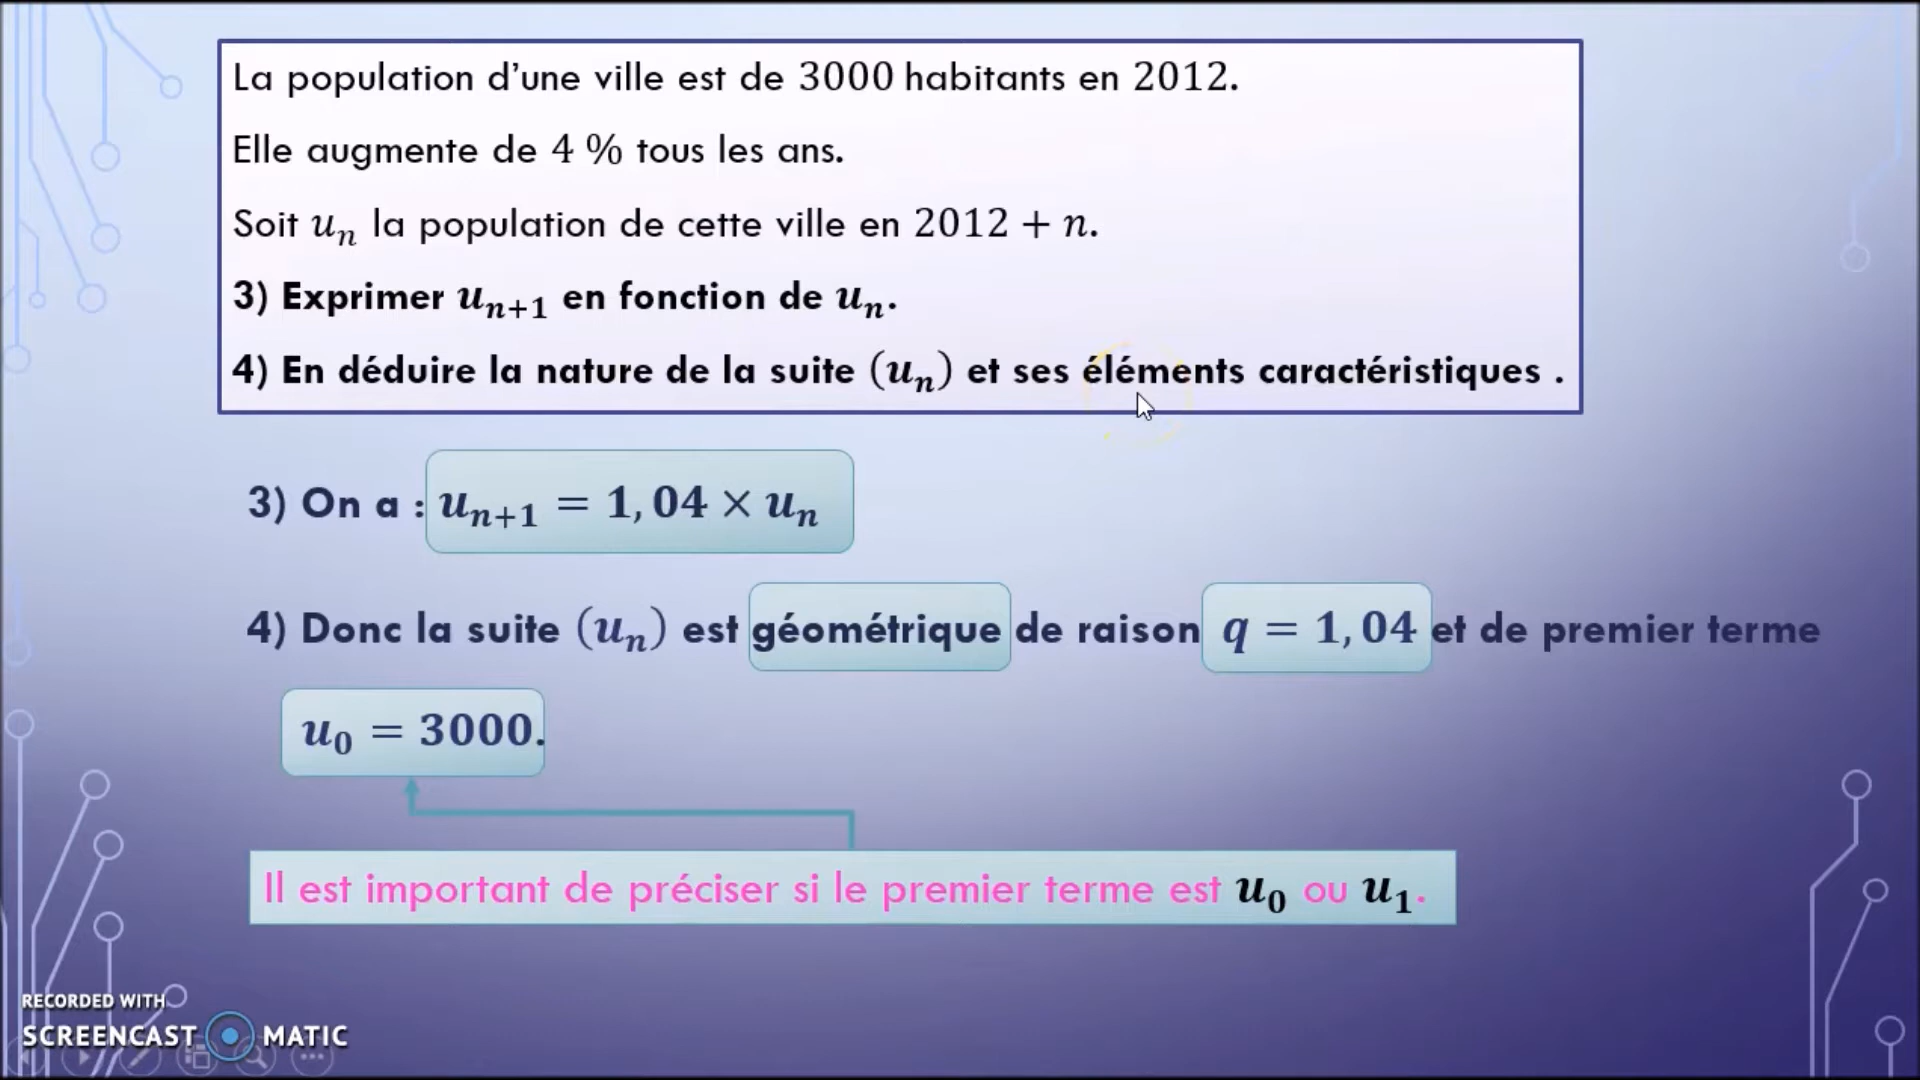 La population d’une ville est de 3000 habitants en 2012.
Elle augmente de 4 % tous les ans.
Soit uₙ la population de cette ville en 2012 + n.
3) Exprimer uₙ₊₁ en fonction de uₙ.
4) En déduire la nature de la suite (uₙ) et ses éléments caractéristiques .
3) On a : uₙ₊₁ = 1, 04 × uₙ
4) Donc la suite (uₙ) est géométrique de raison q = 1, 04 et de premier terme
u₀ = 3000.
Il est important de préciser si le premier terme est u₀ ou u₁.
RECORDED WITH
SCREENCAST MATIC